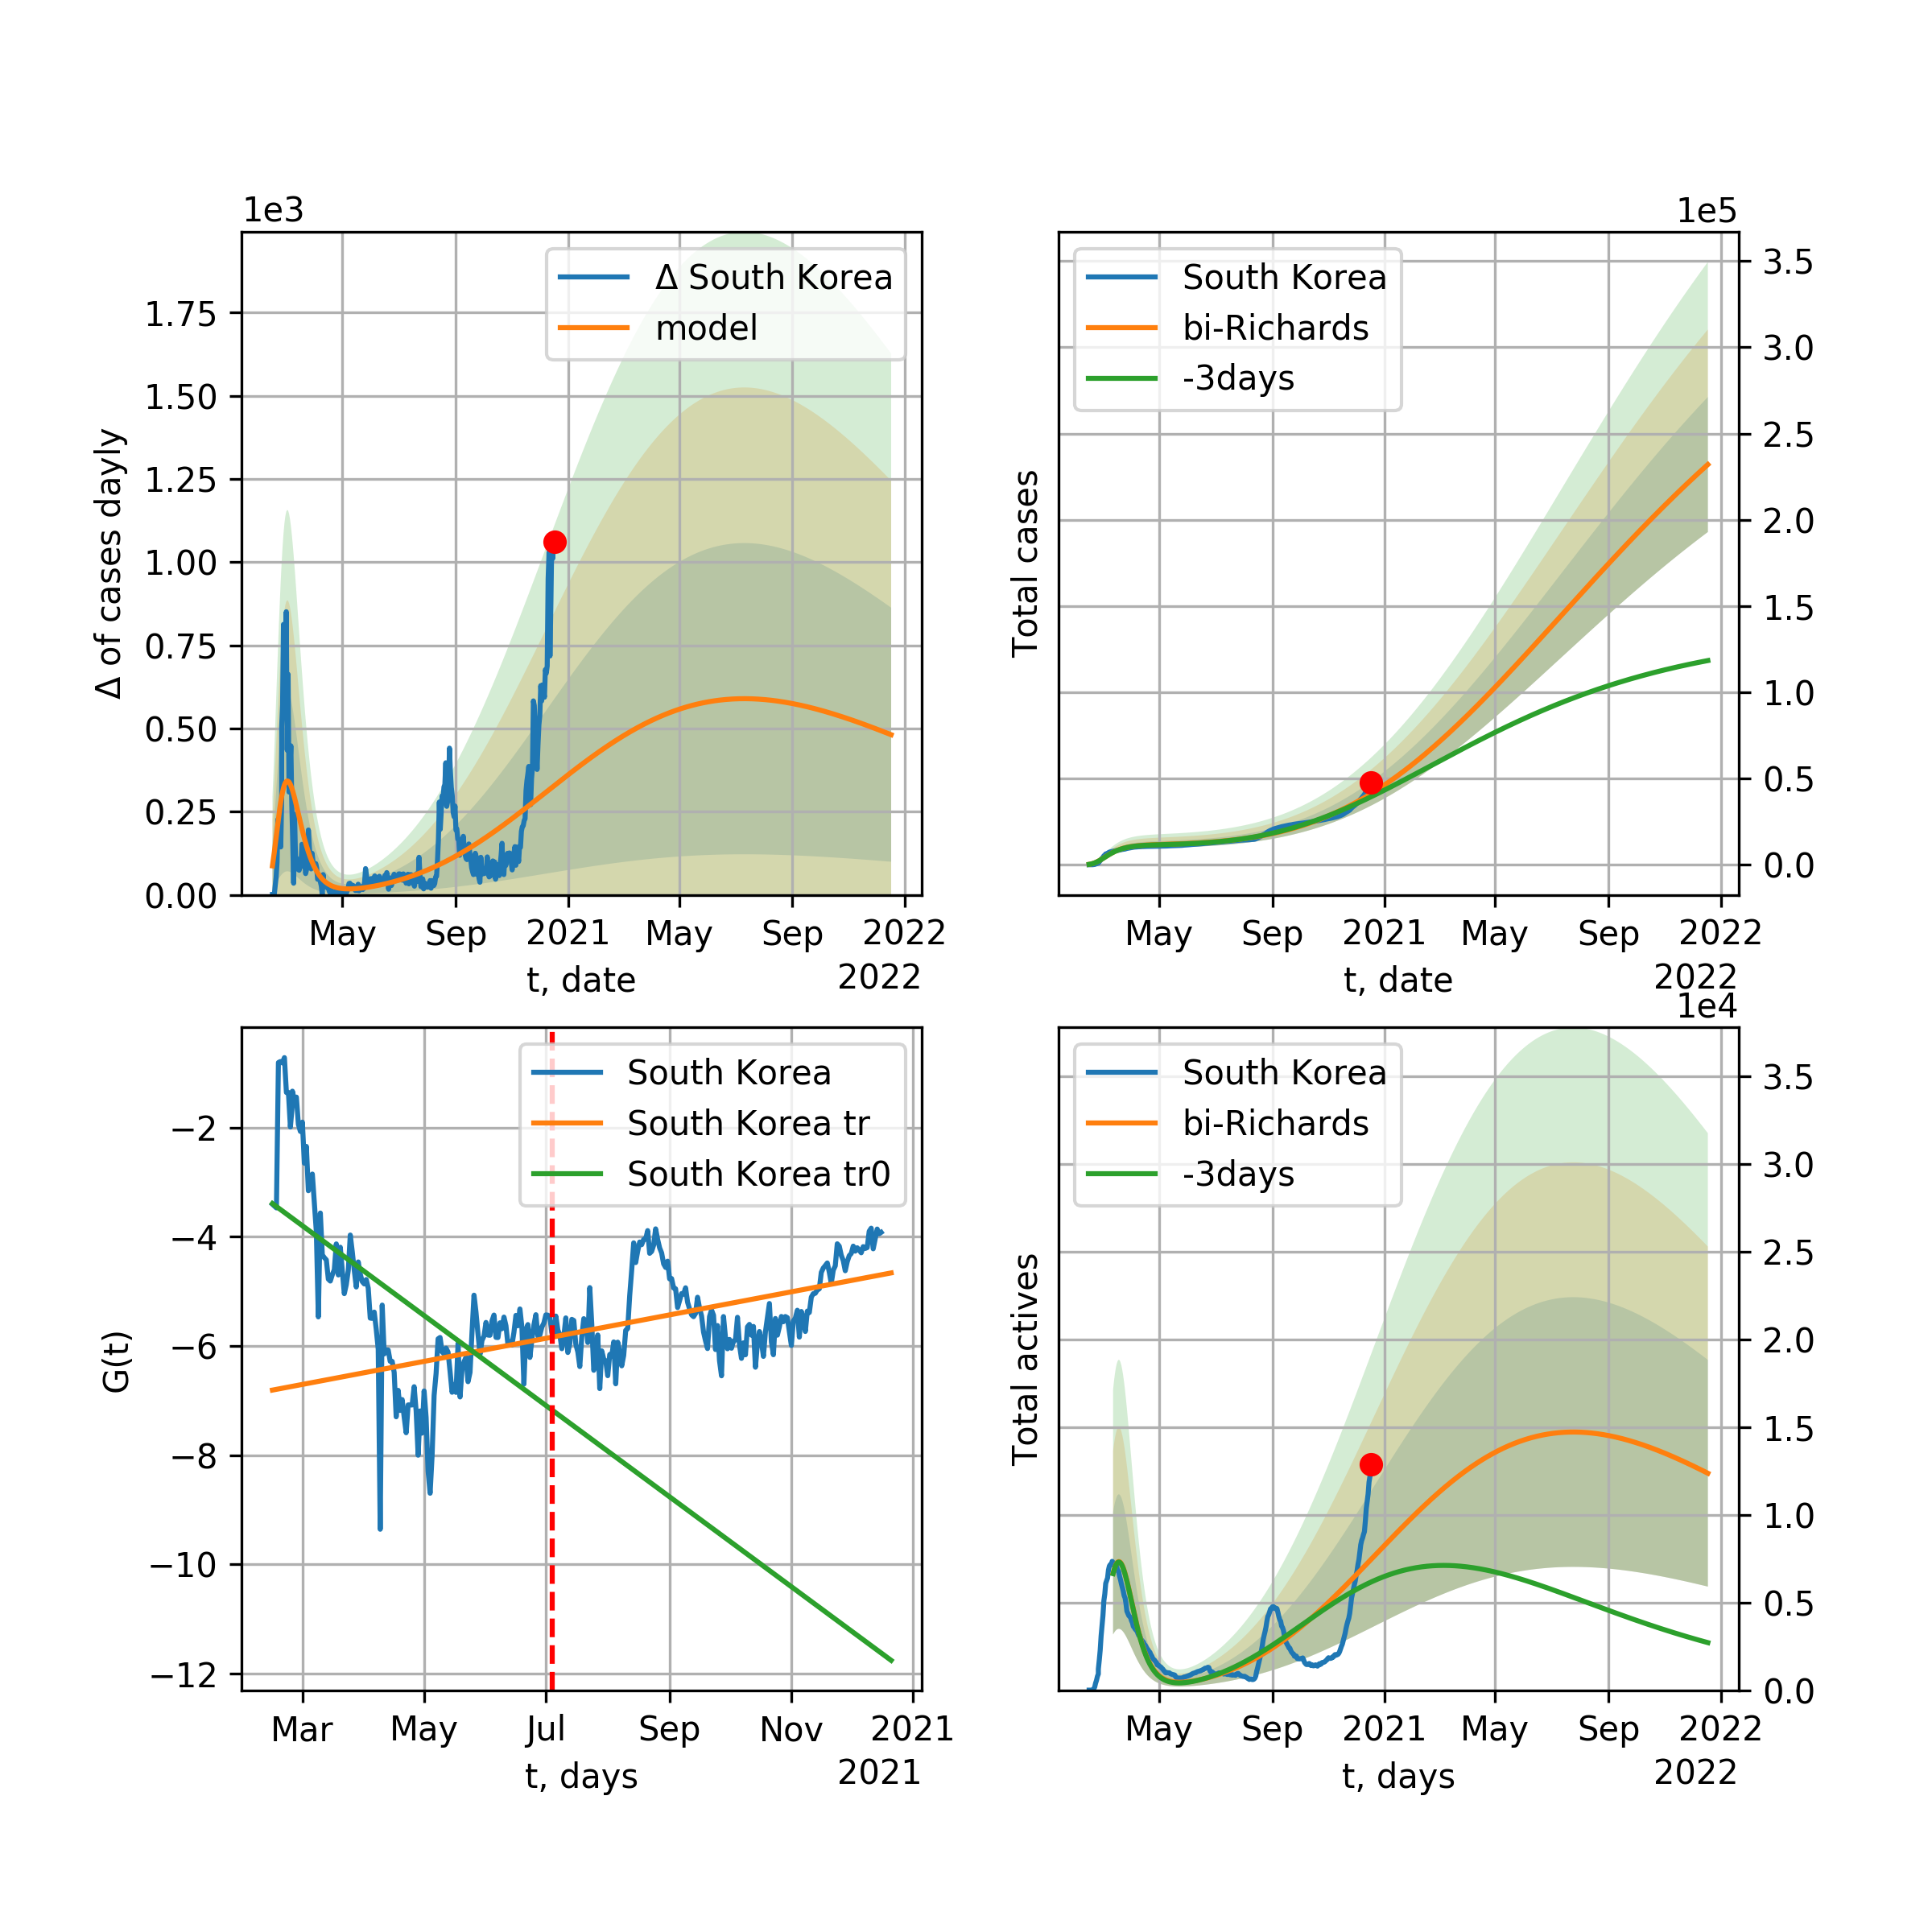 1e3
Δ of cases dayly
1.75
1.50
1.25
1.00
0.75
0.50
0.25
0.00
Δ South Korea
model
May Sep 2021 May Sep 2022
t, date
2022
1e5
Total cases
South Korea
bi-Richards
-3days
3.5
3.0
2.5
2.0
1.5
1.0
0.5
0.0
May Sep 2021 May Sep 2022
t, date
2022
G(t)
−2
−4
−6
−8
−10
−12
South Korea
South Korea tr
South Korea tr0
Mar May Jul Sep Nov 2021
t, days
2021
1e4
Total actives
South Korea
bi-Richards
-3days
3.5
3.0
2.5
2.0
1.5
1.0
0.5
0.0
May Sep 2021 May Sep 2022
t, days
2022